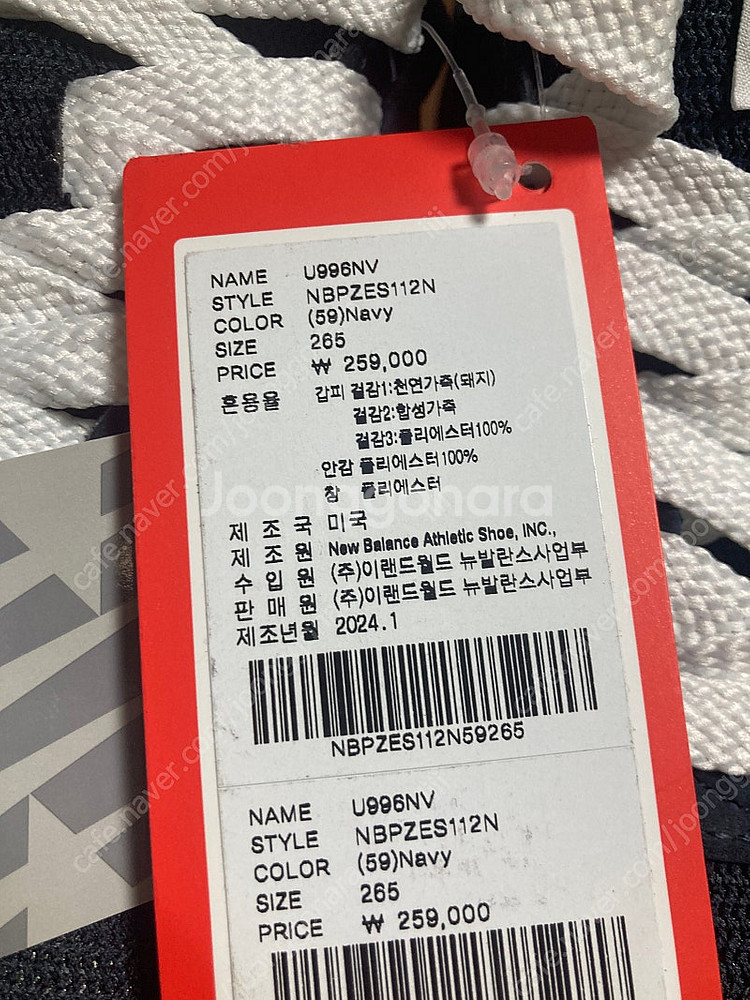 NAME U996NV
STYLE NBPZES112N
COLOR (59)Navy
SIZE 265
PRICE ₩ 259,000
혼용율 갑피 겉감1:천연가죽(돼지)
겉감2:합성가죽
겉감3:폴리에스터100%
안감 폴리에스터100%
창 폴리에스터
제 조 국 미국
제 조 원 New Balance Athletic Shoe, INC.,
수 입 원 (주)이랜드월드 뉴발란스사업부
판 매 원 (주)이랜드월드 뉴발란스사업부
제조년월 2024.1
NBPZES112N59265
NAME U996NV
STYLE NBPZES112N
COLOR (59)Navy
SIZE 265
PRICE ₩ 259,000
Joonggonara